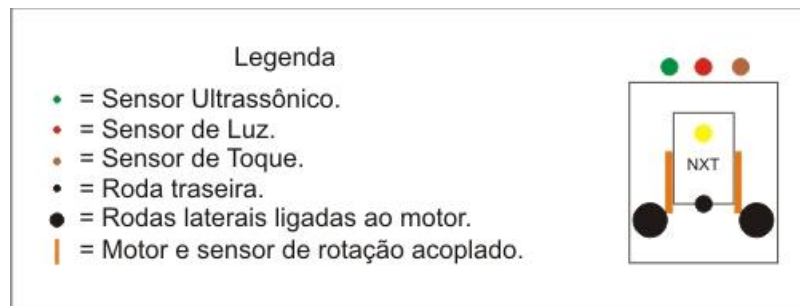 Legenda
= Sensor Ultrassônico.
= Sensor de Luz.
= Sensor de Toque.
= Roda traseira.
= Rodas laterais ligadas ao motor.
= Motor e sensor de rotação acoplado.
NXT